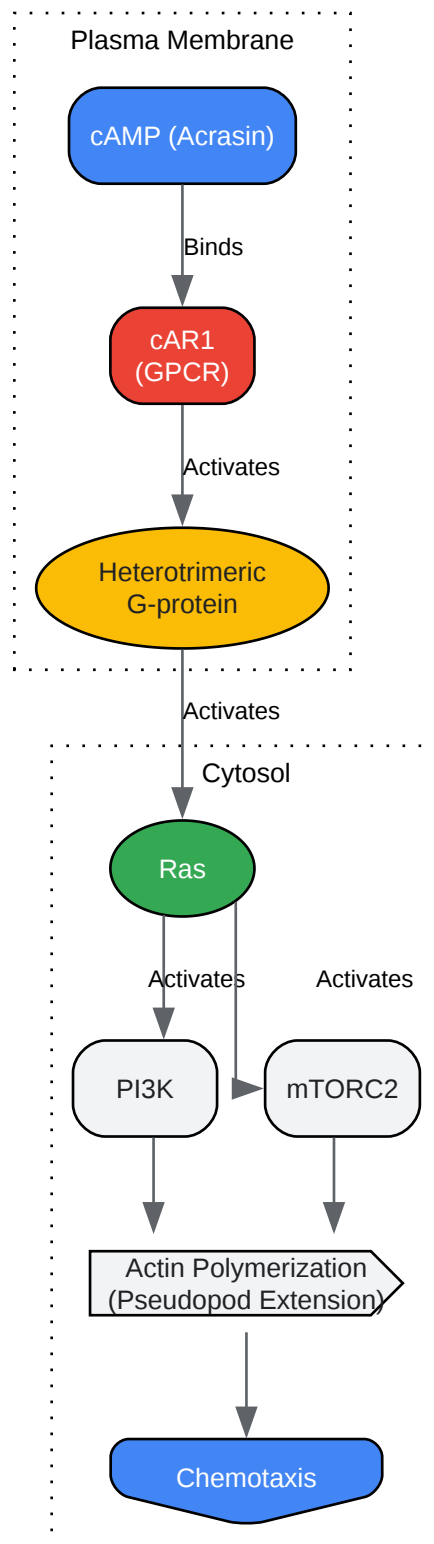 Plasma Membrane
cAMP (Acrasin)
Binds
cAR1
(GPCR)
Activates
Heterotrimeric
G-protein
Activates
Cytosol
Ras
Activates
Activates
PI3K
mTORC2
Actin Polymerization
(Pseudopod Extension)
Chemotaxis